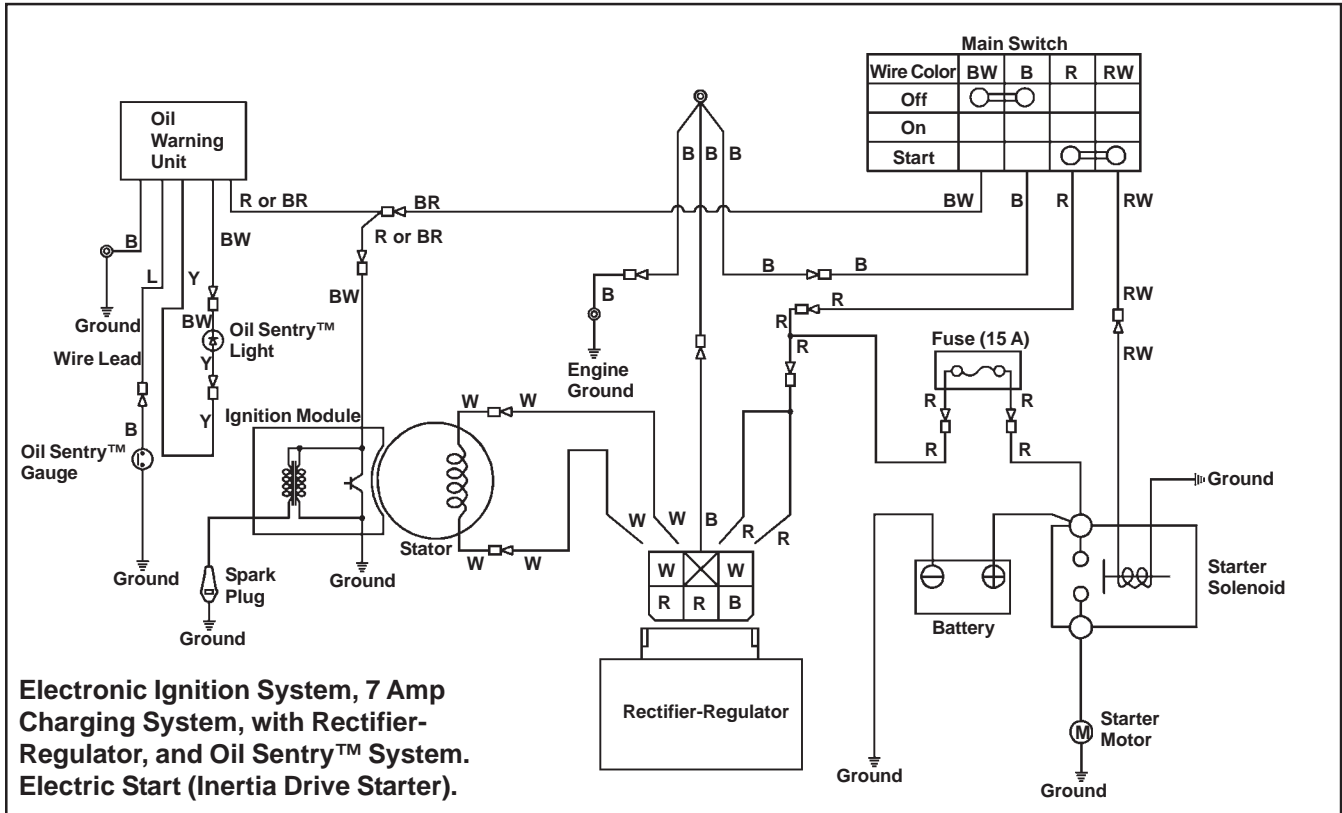 Main Switch
Wire Color BW B R RW
Off
On
Start
Oil
Warning
Unit
B B B
R or BR BR BW B R RW
R or BR
B
BW
L
Y
B B
BW
RW
R
Ground
BW
Oil Sentry™
Light
Wire Lead
Y
B
R
R
Fuse (15 A)
RW
Engine
Ground
W W
R R
Ignition Module
Y
B
Oil Sentry™
Gauge
R R
Ground
W W B R R
Stator
W W
W W
R R B
Ground
Spark
Plug
Ground
Ground
Battery
Starter
Solenoid
Rectifier-Regulator
M
Starter
Motor
Ground
Ground
Electronic Ignition System, 7 Amp
Charging System, with Rectifier-
Regulator, and Oil Sentry™ System.
Electric Start (Inertia Drive Starter).